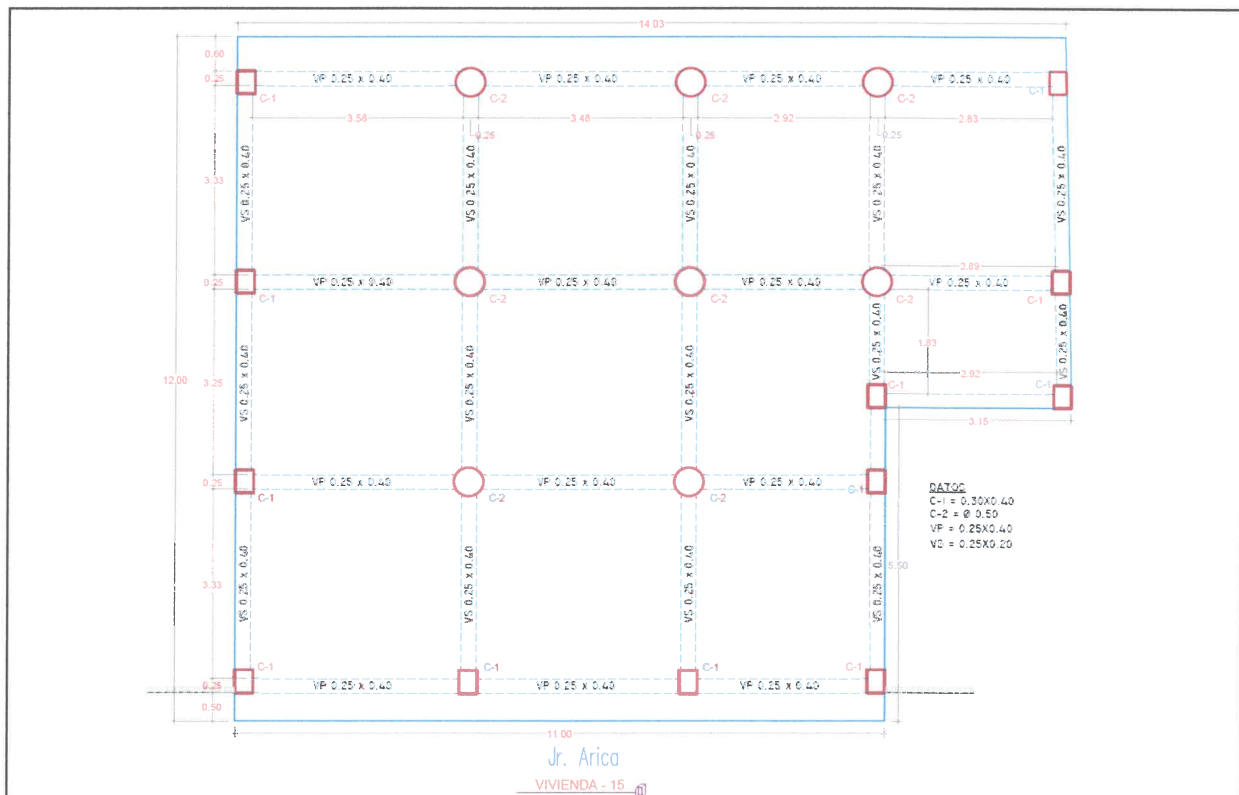 14.03
0.60
0.25
VP 0.25 x 0.40
VP 0.25 x 0.40
VP 0.25 x 0.40
VP 0.25 x 0.40
C-1
C-2
C-2
C-2
C-1
3.58
3.48
2.92
2.83
0.25
0.25
0.25
3.33
VS 0.25 x 0.40
VS 0.25 x 0.40
VS 0.25 x 0.40
VS 0.25 x 0.40
VS 0.25 x 0.40
2.89
0.25
VP 0.25 x 0.40
VP 0.25 x 0.40
VP 0.25 x 0.40
VP 0.25 x 0.40
C-1
C-2
C-2
C-2
C-1
12.00
3.25
VS 0.25 x 0.40
VS 0.25 x 0.40
VS 0.25 x 0.40
VS 0.25 x 0.40
1.83
VS 0.25 x 0.40
2.92
C-1
C-1
3.15
0.25
VP 0.25 x 0.40
VP 0.25 x 0.40
VP 0.25 x 0.40
C-1
C-2
C-2
C-1
DATOS
C-1 = 0.30X0.40
C-2 = Ø 0.50
VP = 0.25X0.40
VS = 0.25X0.20
3.33
VS 0.25 x 0.40
VS 0.25 x 0.40
VS 0.25 x 0.40
VS 0.25 x 0.40
5.50
C-1
C-1
C-1
C-1
0.25
VP 0.25 x 0.40
VP 0.25 x 0.40
VP 0.25 x 0.40
0.50
11.00
Jr. Arica
VIVIENDA - 15